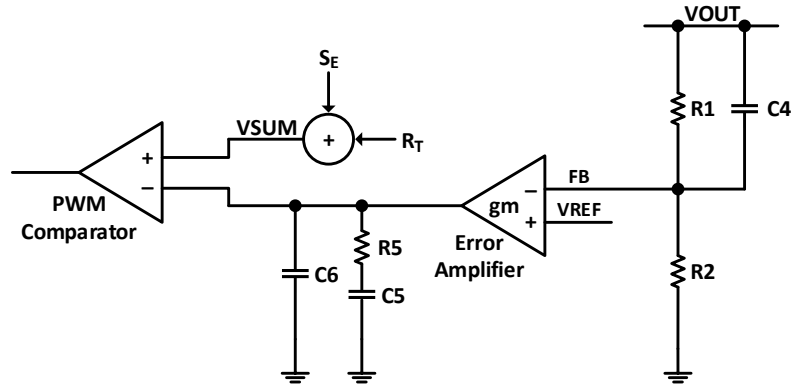 VOUT
S_E
R1
C4
VSUM
+
R_T
+
−
FB
−
gm
+
VREF
PWM
Comparator
Error
Amplifier
R5
C6
C5
R2